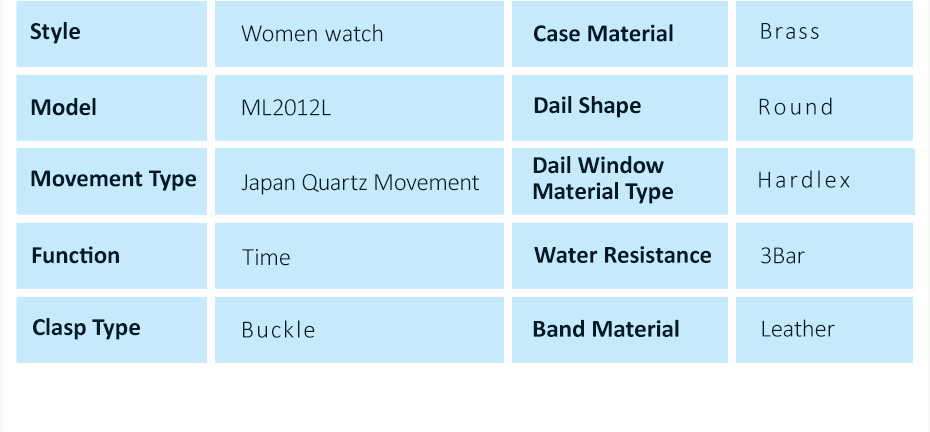 Style Women watch Case Material Brass
Model ML2012L Dail Shape Round
Movement Type Japan Quartz Movement Dail Window
Material Type Hardlex
Function Time Water Resistance 3Bar
Clasp Type Buckle Band Material Leather